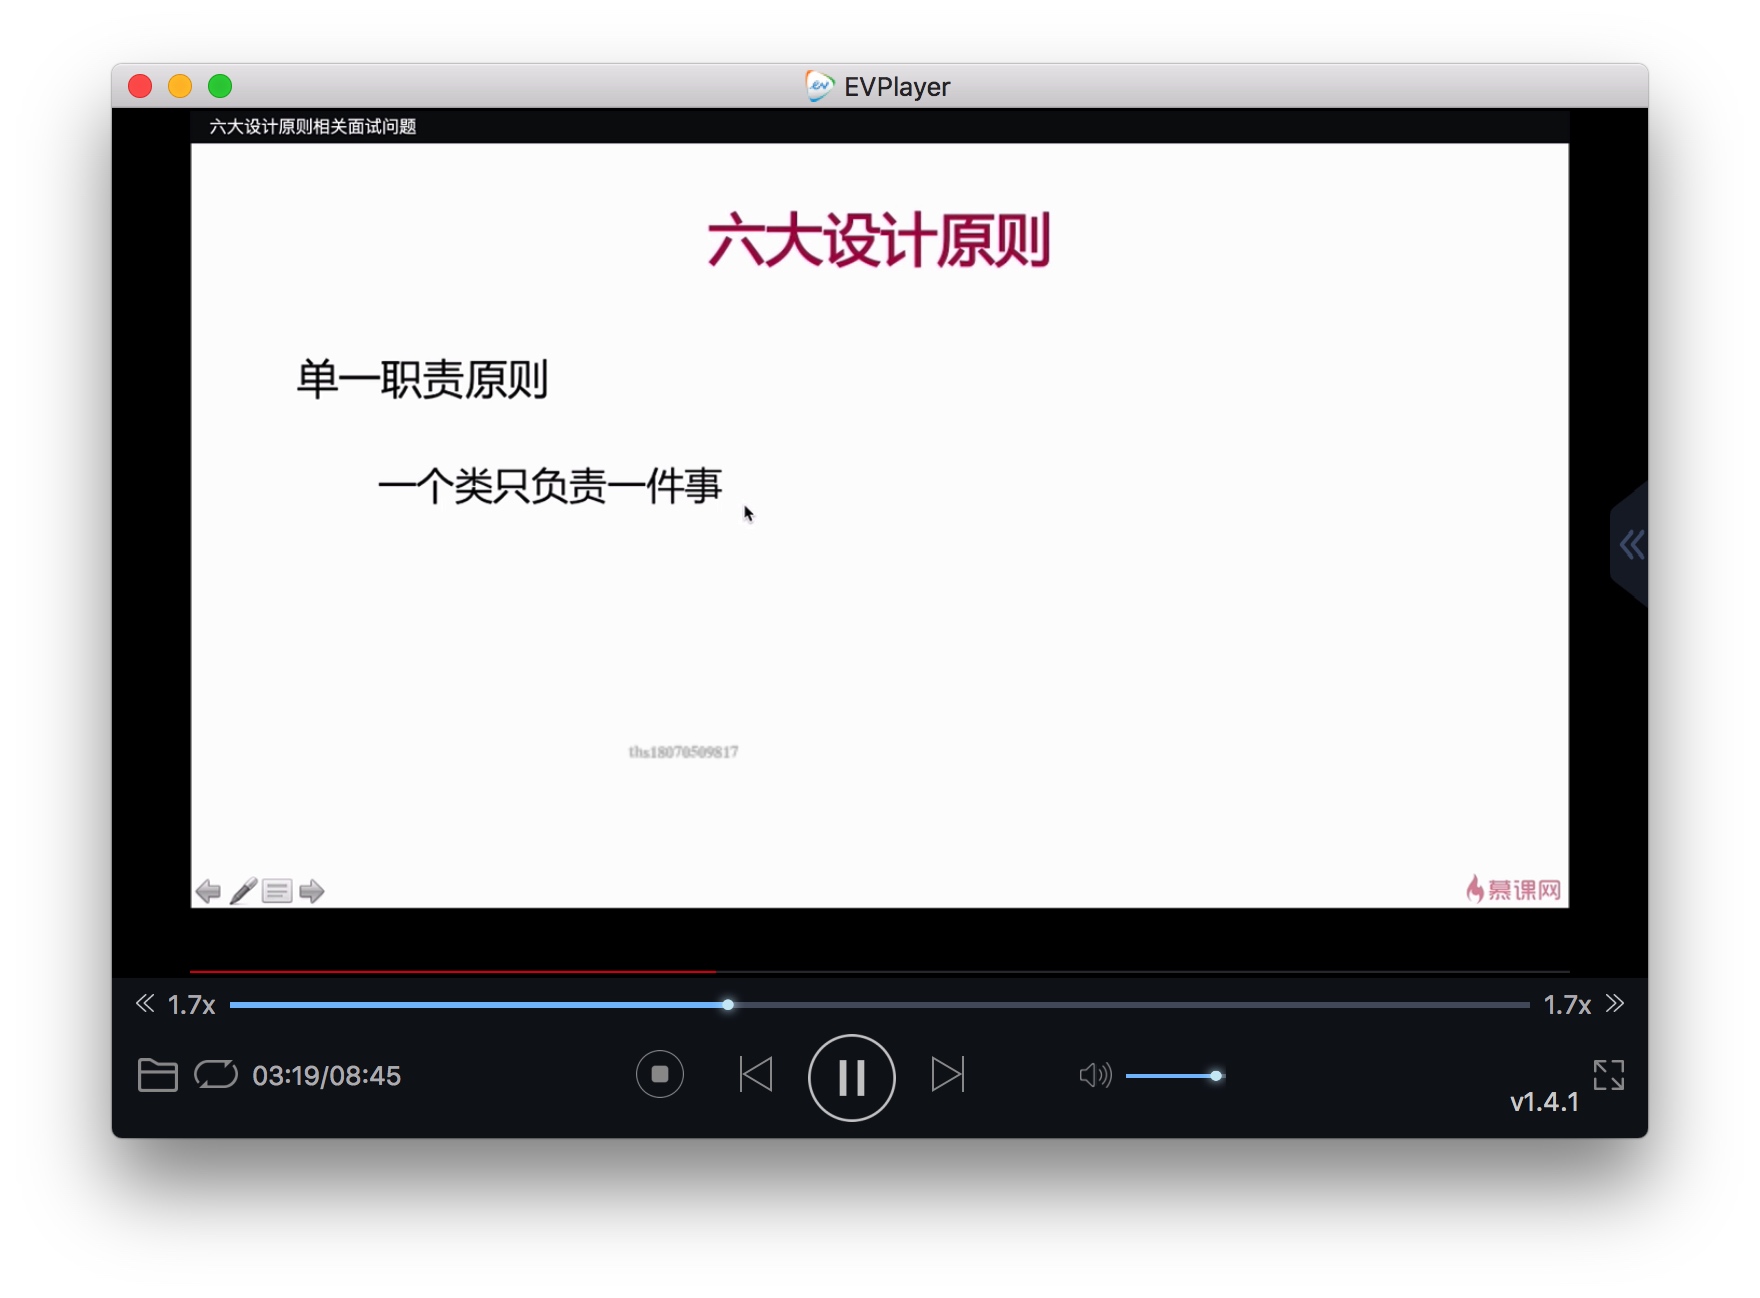 EVPlayer
六大设计原则相关面试问题
六大设计原则
单一职责原则
一个类只负责一件事
ths18070509817
慕课网
1.7x
1.7x
03:19/08:45
v1.4.1